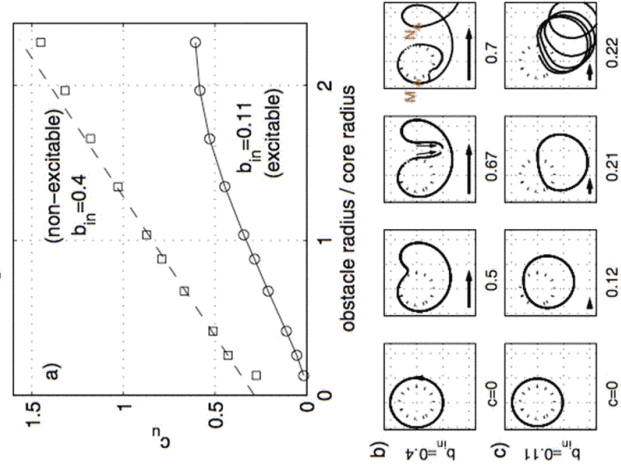 a)
1.5
1
0.5
0
c_u
(non-excitable)
b_in=0.4
b_in=0.11
(excitable)
0
1
2
obstacle radius / core radius
b)
b_in=0.4
M
N
c=0
0.5
0.67
0.7
c)
b_in=0.11
c=0
0.12
0.21
0.22